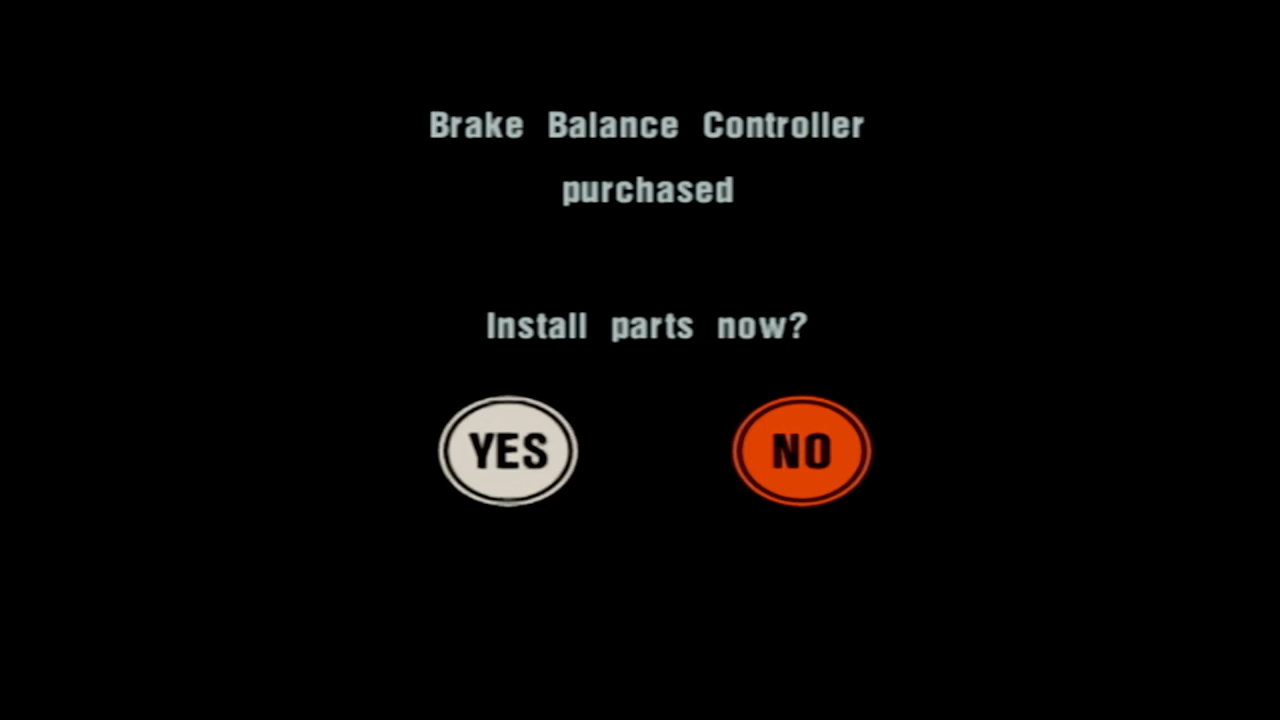 Brake Balance Controller
purchased
Install parts now?
YES NO